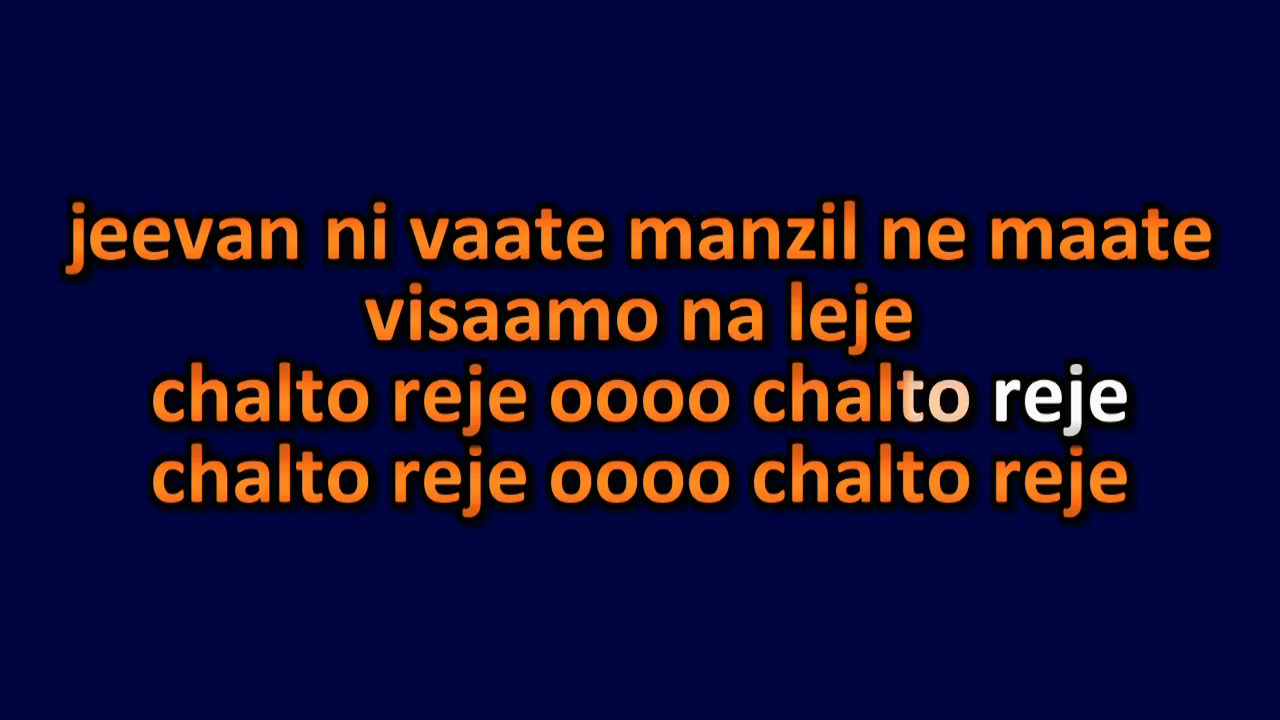 jeevan ni vaate manzil ne maate
visaamo na leje
chalto reje oooo chalto reje
chalto reje oooo chalto reje